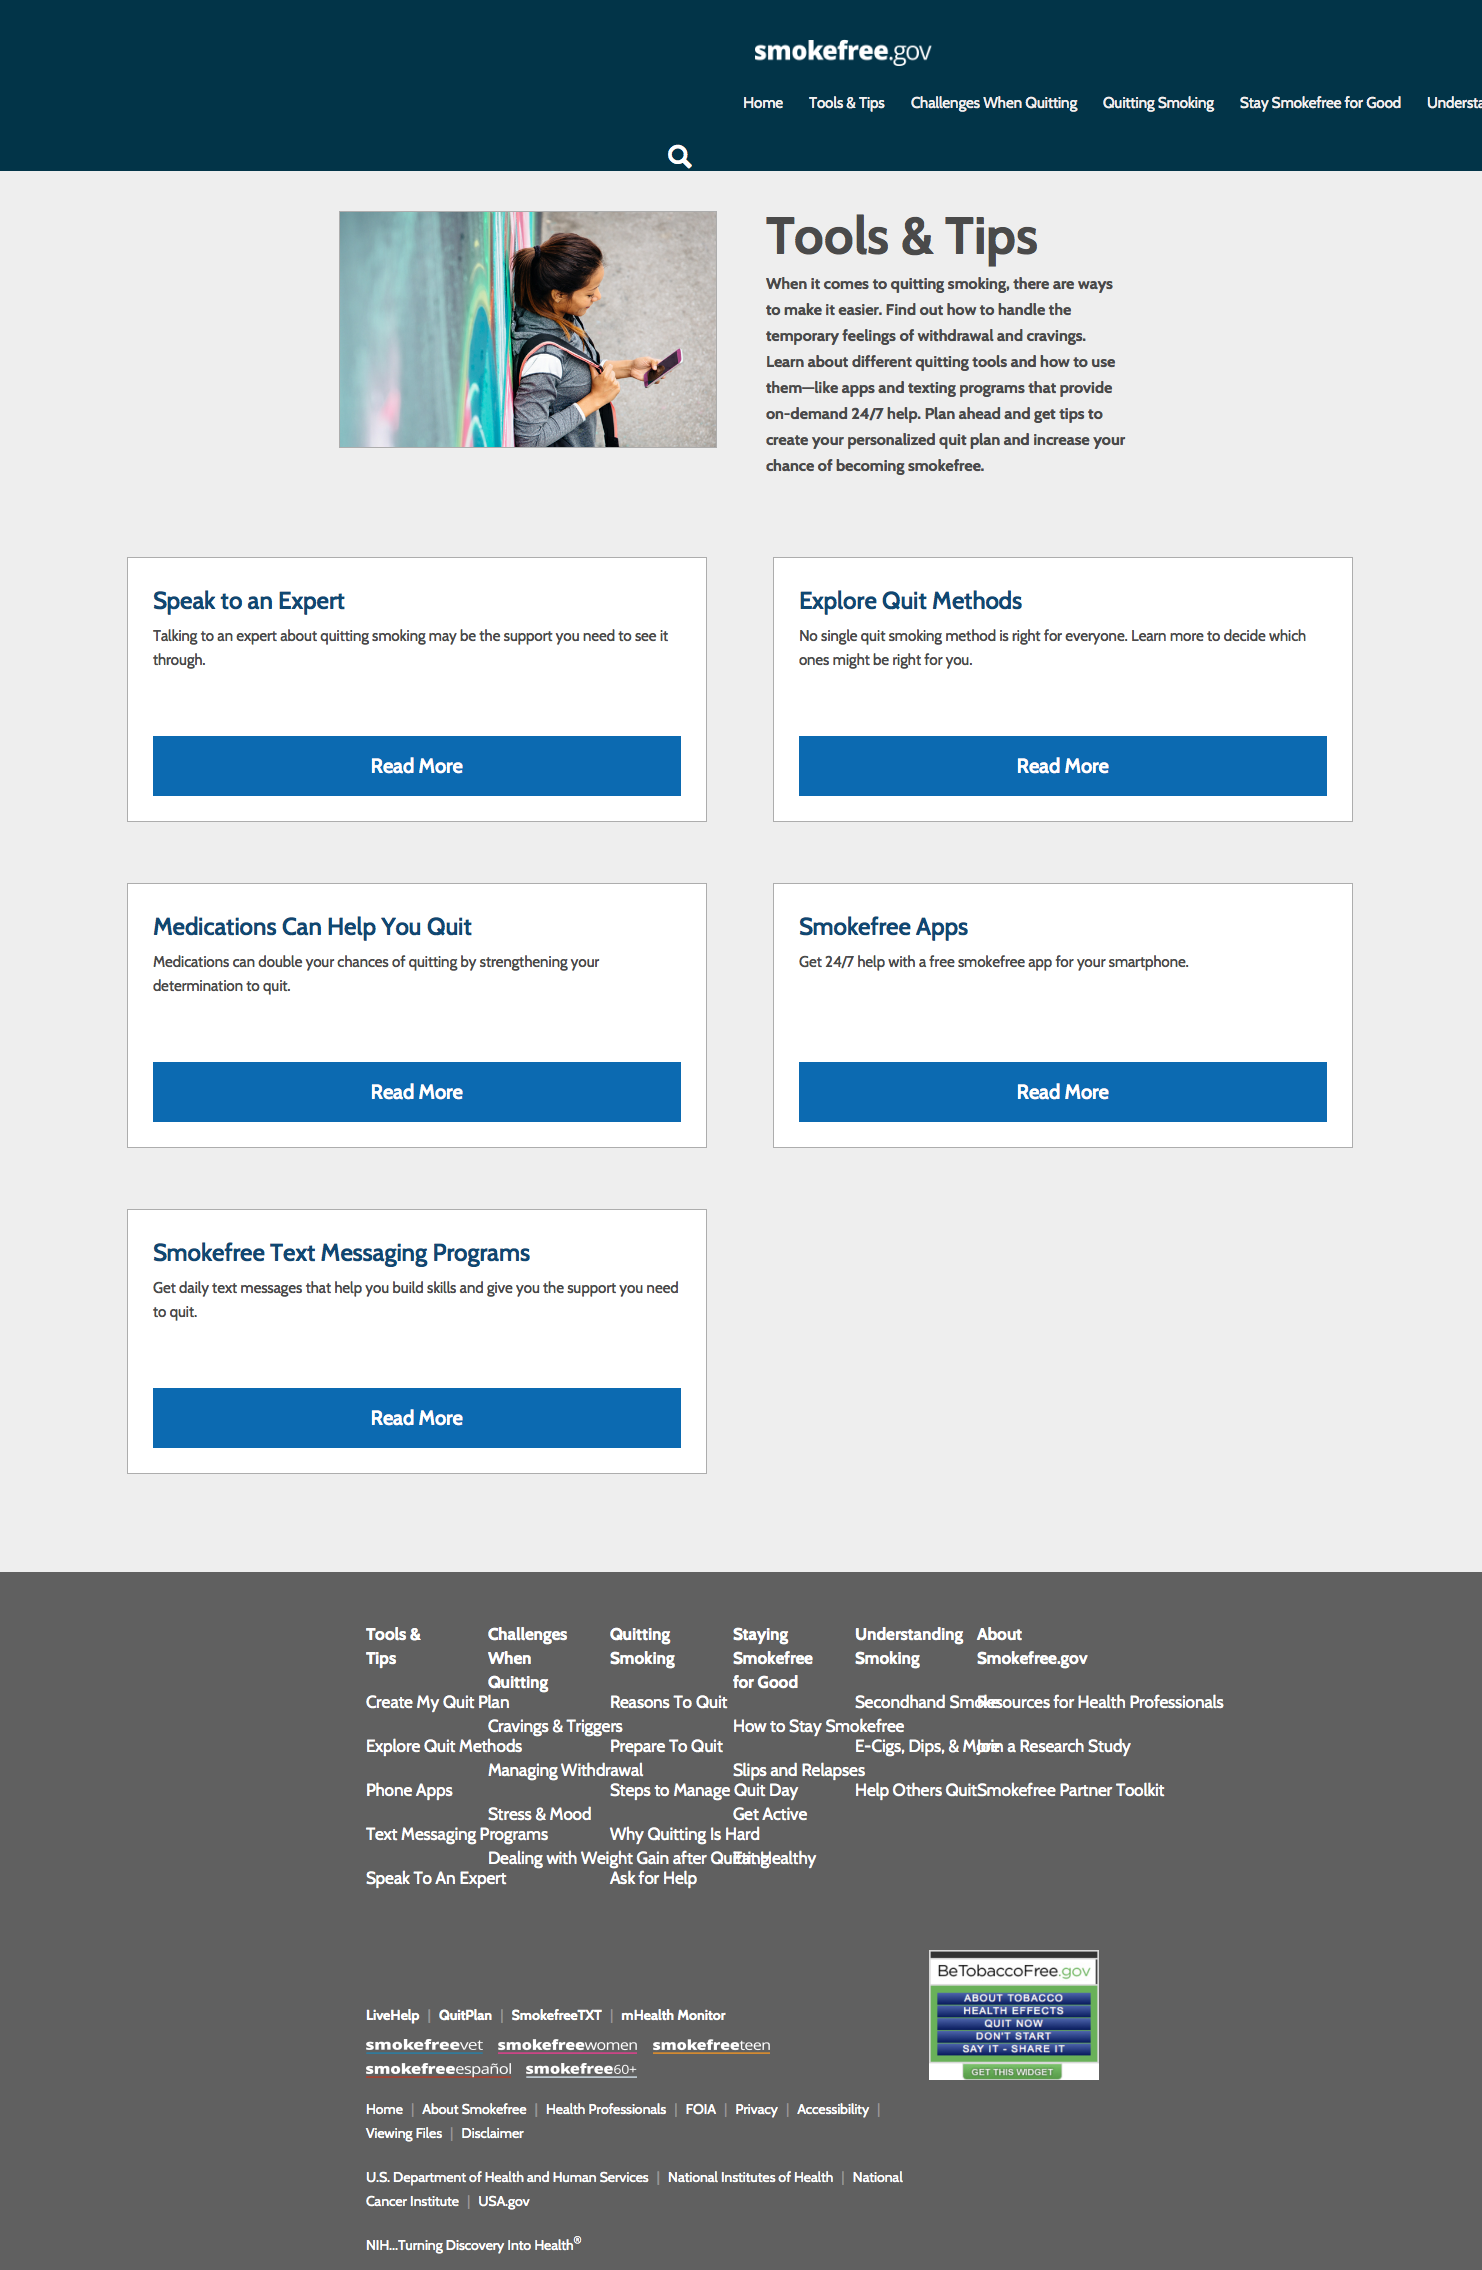 smokefree.gov
Home Tools & Tips Challenges When Quitting Quitting Smoking Stay Smokefree for Good
Tools & Tips
When it comes to quitting smoking, there are ways
to make it easier. Find out how to handle the
temporary feelings of withdrawal and cravings.
Learn about different quitting tools and how to use
them—like apps and texting programs that provide
on-demand 24/7 help. Plan ahead and get tips to
create your personalized quit plan and increase your
chance of becoming smokefree.
Speak to an Expert
Talking to an expert about quitting smoking may be the support you need to see it
through.
Read More
Explore Quit Methods
No single quit smoking method is right for everyone. Learn more to decide which
ones might be right for you.
Read More
Medications Can Help You Quit
Medications can double your chances of quitting by strengthening your
determination to quit.
Read More
Smokefree Apps
Get 24/7 help with a free smokefree app for your smartphone.
Read More
Smokefree Text Messaging Programs
Get daily text messages that help you build skills and give you the support you need
to quit.
Read More
Tools &
Tips
Create My Quit Plan
Explore Quit Methods
Phone Apps
Text Messaging Programs
Speak To An Expert
Challenges
When
Quitting
Cravings & Triggers
Managing Withdrawal
Stress & Mood
Dealing with Weight Gain after Quitting
Quitting
Smoking
Reasons To Quit
Prepare To Quit
Steps to Manage Quit Day
Why Quitting Is Hard
Ask for Help
Staying
Smokefree
for Good
How to Stay Smokefree
Slips and Relapses
Get Active
Eat Healthy
Understanding
Smoking
Secondhand Smoke
E-Cigs, Dips, & More
Help Others Quit
About
Smokefree.gov
Resources for Health Professionals
Join a Research Study
Smokefree Partner Toolkit
BeTobaccoFree.gov
ABOUT TOBACCO
HEALTH EFFECTS
QUIT NOW
DON'T START
SAY IT - SHARE IT
GET THIS WIDGET
LiveHelp | QuitPlan | SmokefreeTXT | mHealth Monitor
smokefreevet smokefreewomen smokefreeteen
smokefreeespañol smokefree60+
Home | About Smokefree | Health Professionals | FOIA | Privacy | Accessibility |
Viewing Files | Disclaimer
U.S. Department of Health and Human Services | National Institutes of Health | National
Cancer Institute | USA.gov
NIH...Turning Discovery Into Health®